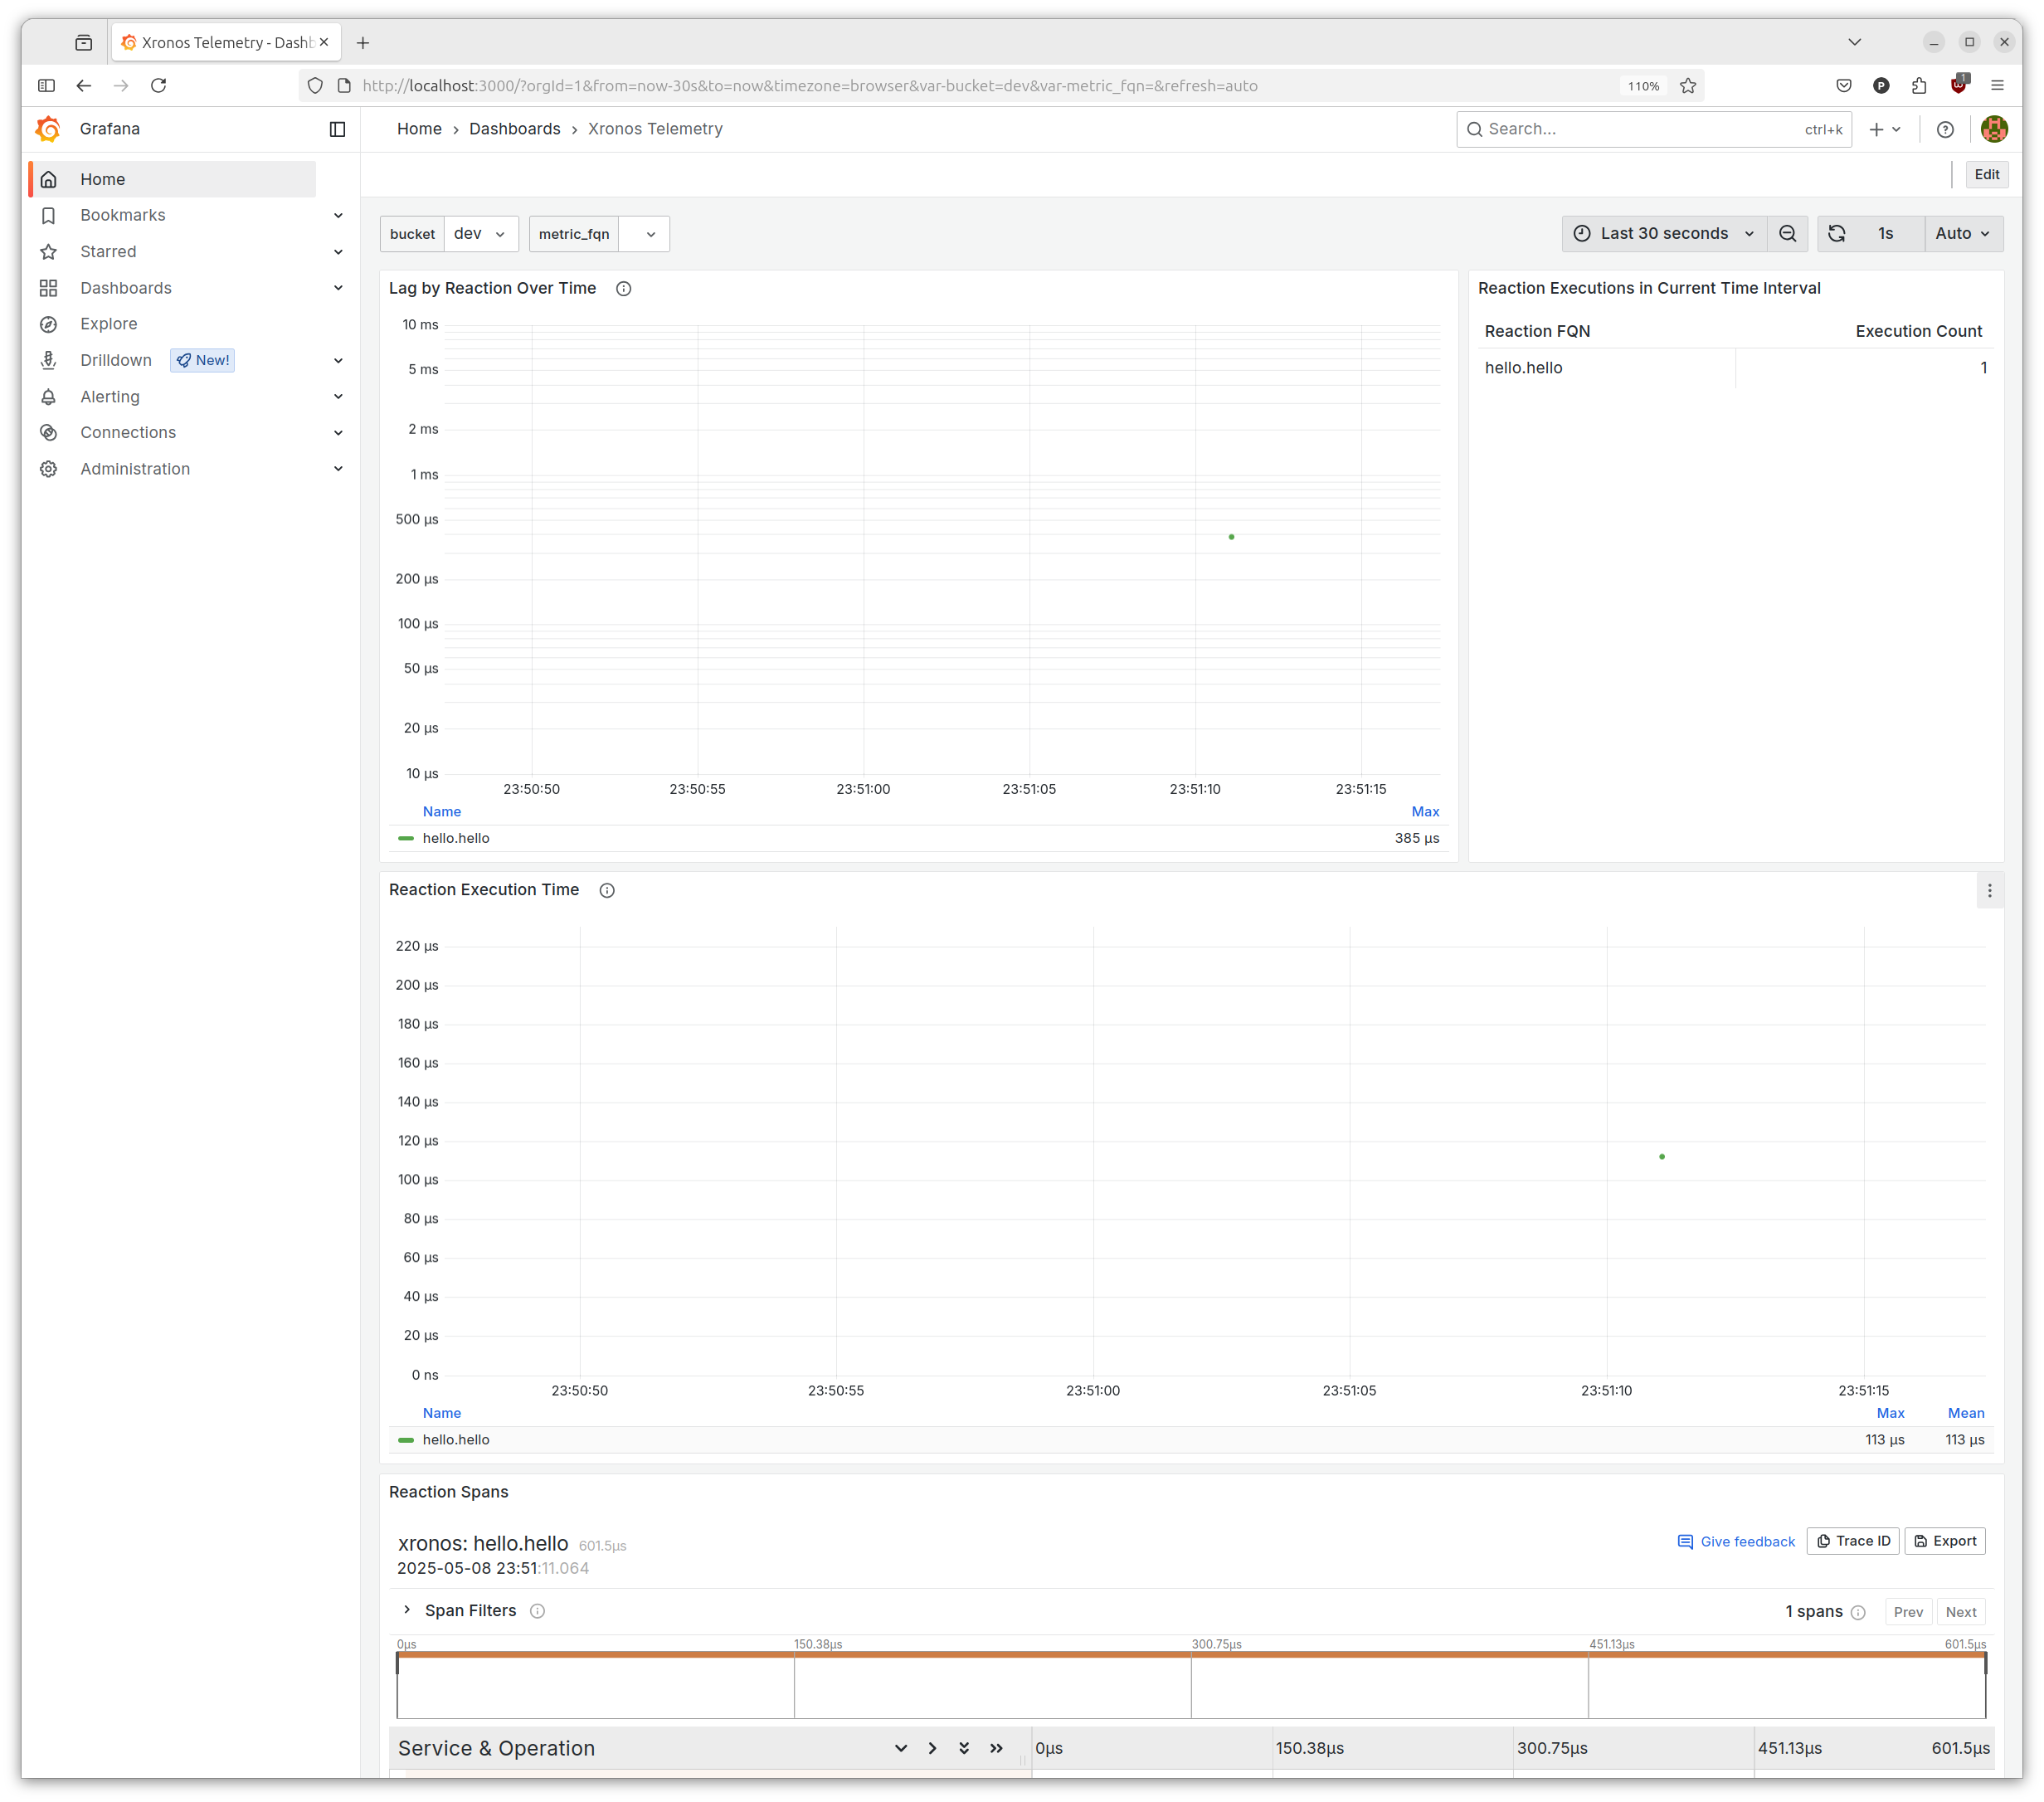 Xronos Telemetry - Dashb
http://localhost:3000/?orgId=1&from=now-30s&to=now&timezone=browser&var-bucket=dev&var-metric_fqn=&refresh=auto
110%
P
1
Grafana
Home › Dashboards › Xronos Telemetry
Search...
ctrl+k
Home
Edit
Bookmarks
Starred
Dashboards
Explore
Drilldown
New!
Alerting
Connections
Administration
bucket
dev
metric_fqn
Last 30 seconds
1s
Auto
Lag by Reaction Over Time
10 ms
5 ms
2 ms
1 ms
500 µs
200 µs
100 µs
50 µs
20 µs
10 µs
23:50:50 23:50:55 23:51:00 23:51:05 23:51:10 23:51:15
Name Max
hello.hello 385 µs
Reaction Executions in Current Time Interval
Reaction FQN Execution Count
hello.hello 1
Reaction Execution Time
220 µs
200 µs
180 µs
160 µs
140 µs
120 µs
100 µs
80 µs
60 µs
40 µs
20 µs
0 ns
23:50:50 23:50:55 23:51:00 23:51:05 23:51:10 23:51:15
Name Max Mean
hello.hello 113 µs 113 µs
Reaction Spans
xronos: hello.hello 601.5µs
Give feedback
Trace ID
Export
2025-05-08 23:51:11.064
Span Filters
1 spans
Prev
Next
0µs 150.38µs 300.75µs 451.13µs 601.5µs
Service & Operation
0µs 150.38µs 300.75µs 451.13µs 601.5µs